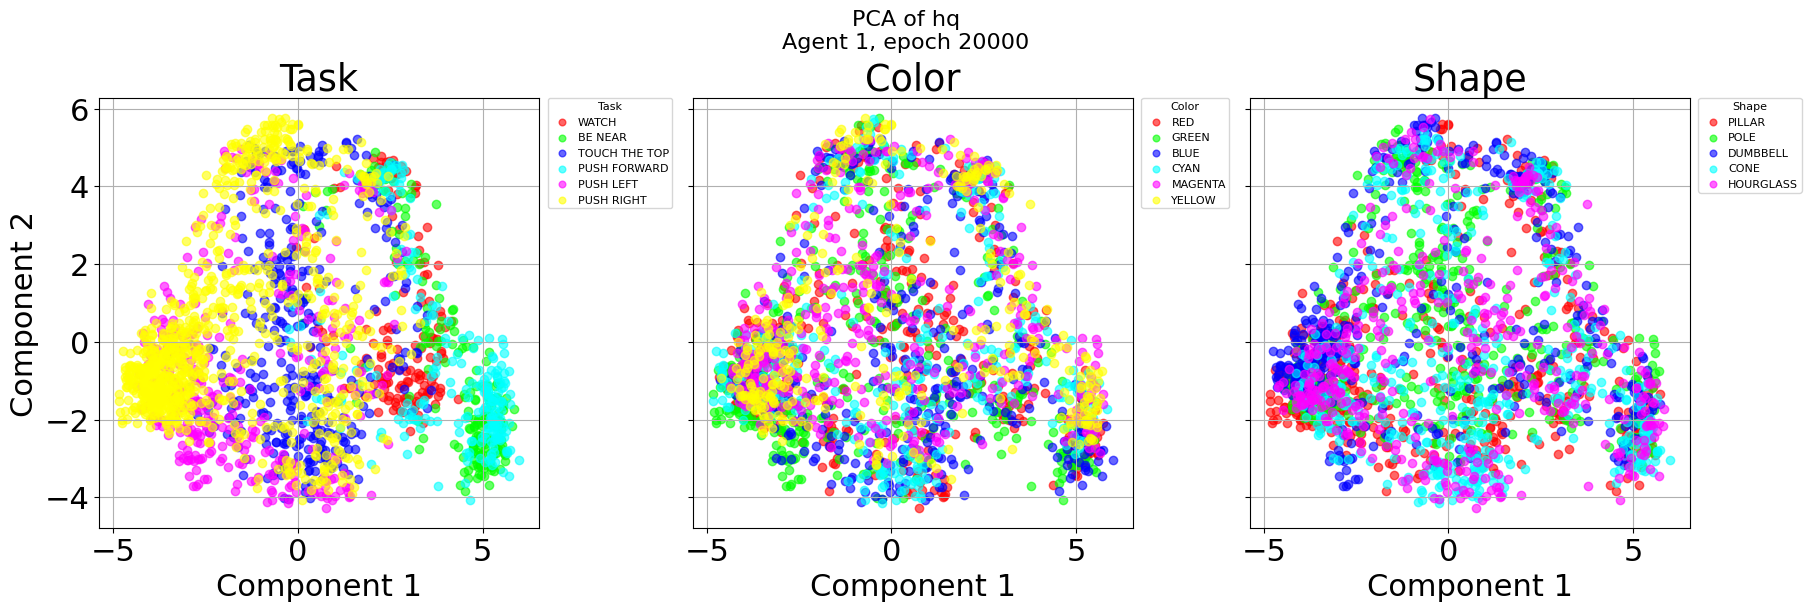 PCA of hq
Agent 1, epoch 20000
Task
Color
Shape
6
4
2
0
−2
−4
Component 2
−5 0 5
Component 1
Task
WATCH
BE NEAR
TOUCH THE TOP
PUSH FORWARD
PUSH LEFT
PUSH RIGHT
−5 0 5
Component 1
Color
RED
GREEN
BLUE
CYAN
MAGENTA
YELLOW
−5 0 5
Component 1
Shape
PILLAR
POLE
DUMBBELL
CONE
HOURGLASS